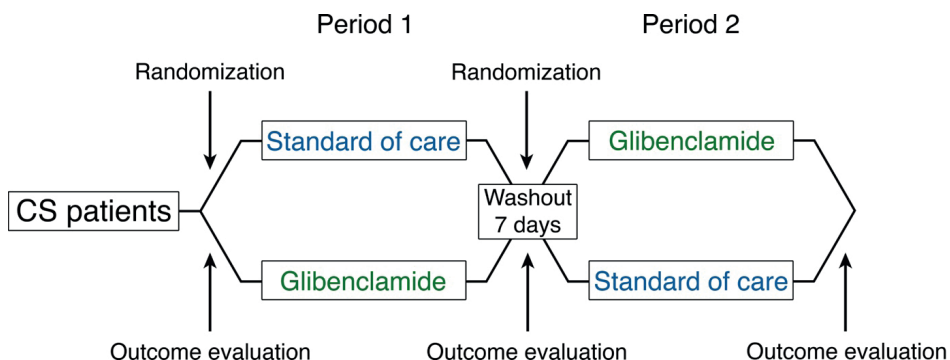 Period 1
Period 2
Randomization
Randomization
Standard of care
Glibenclamide
CS patients
Washout
7 days
Glibenclamide
Standard of care
Outcome evaluation
Outcome evaluation
Outcome evaluation